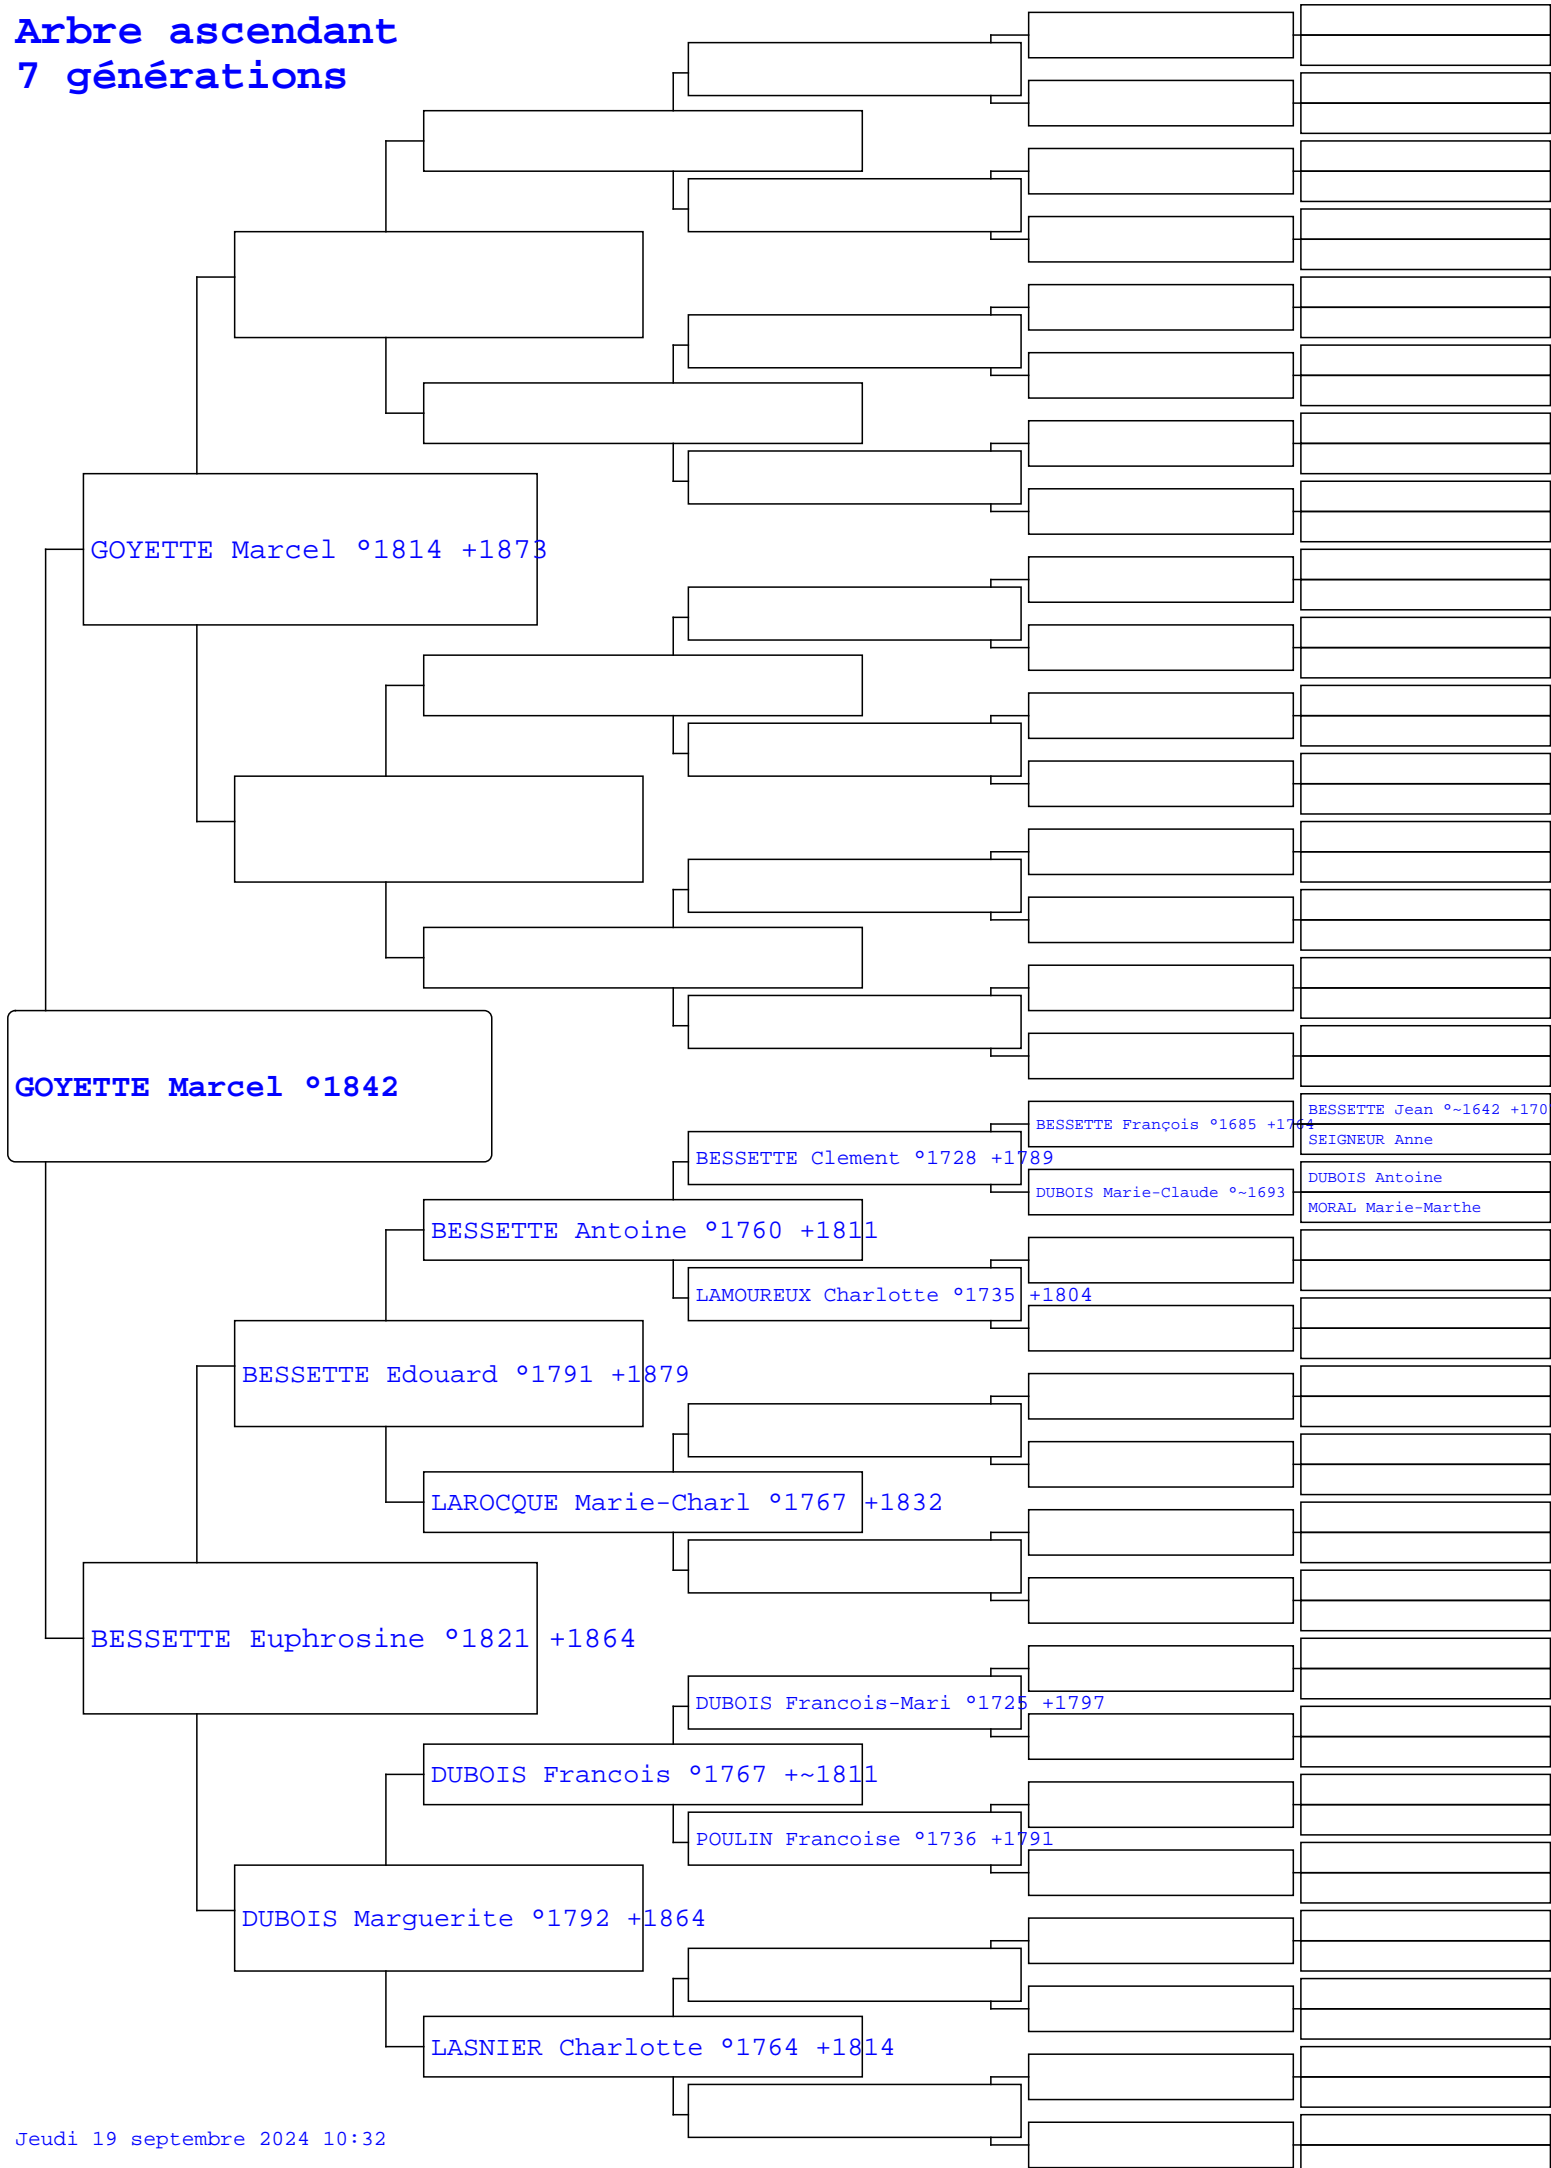 Arbre ascendant
7 générations
GOYETTE Marcel °1814 +1873
GOYETTE Marcel °1842
BESSETTE Jean °~1642 +170
BESSETTE François °1685 +1764
SEIGNEUR Anne
BESSETTE Clement °1728 +1789
DUBOIS Antoine
DUBOIS Marie-Claude °~1693
MORAL Marie-Marthe
BESSETTE Antoine °1760 +1811
LAMOUREUX Charlotte °1735 +1804
BESSETTE Edouard °1791 +1879
LAROCQUE Marie-Charl °1767 +1832
BESSETTE Euphrosine °1821 +1864
DUBOIS Francois-Mari °1725 +1797
DUBOIS Francois °1767 +~1811
POULIN Francoise °1736 +1791
DUBOIS Marguerite °1792 +1864
LASNIER Charlotte °1764 +1814
Jeudi 19 septembre 2024 10:32